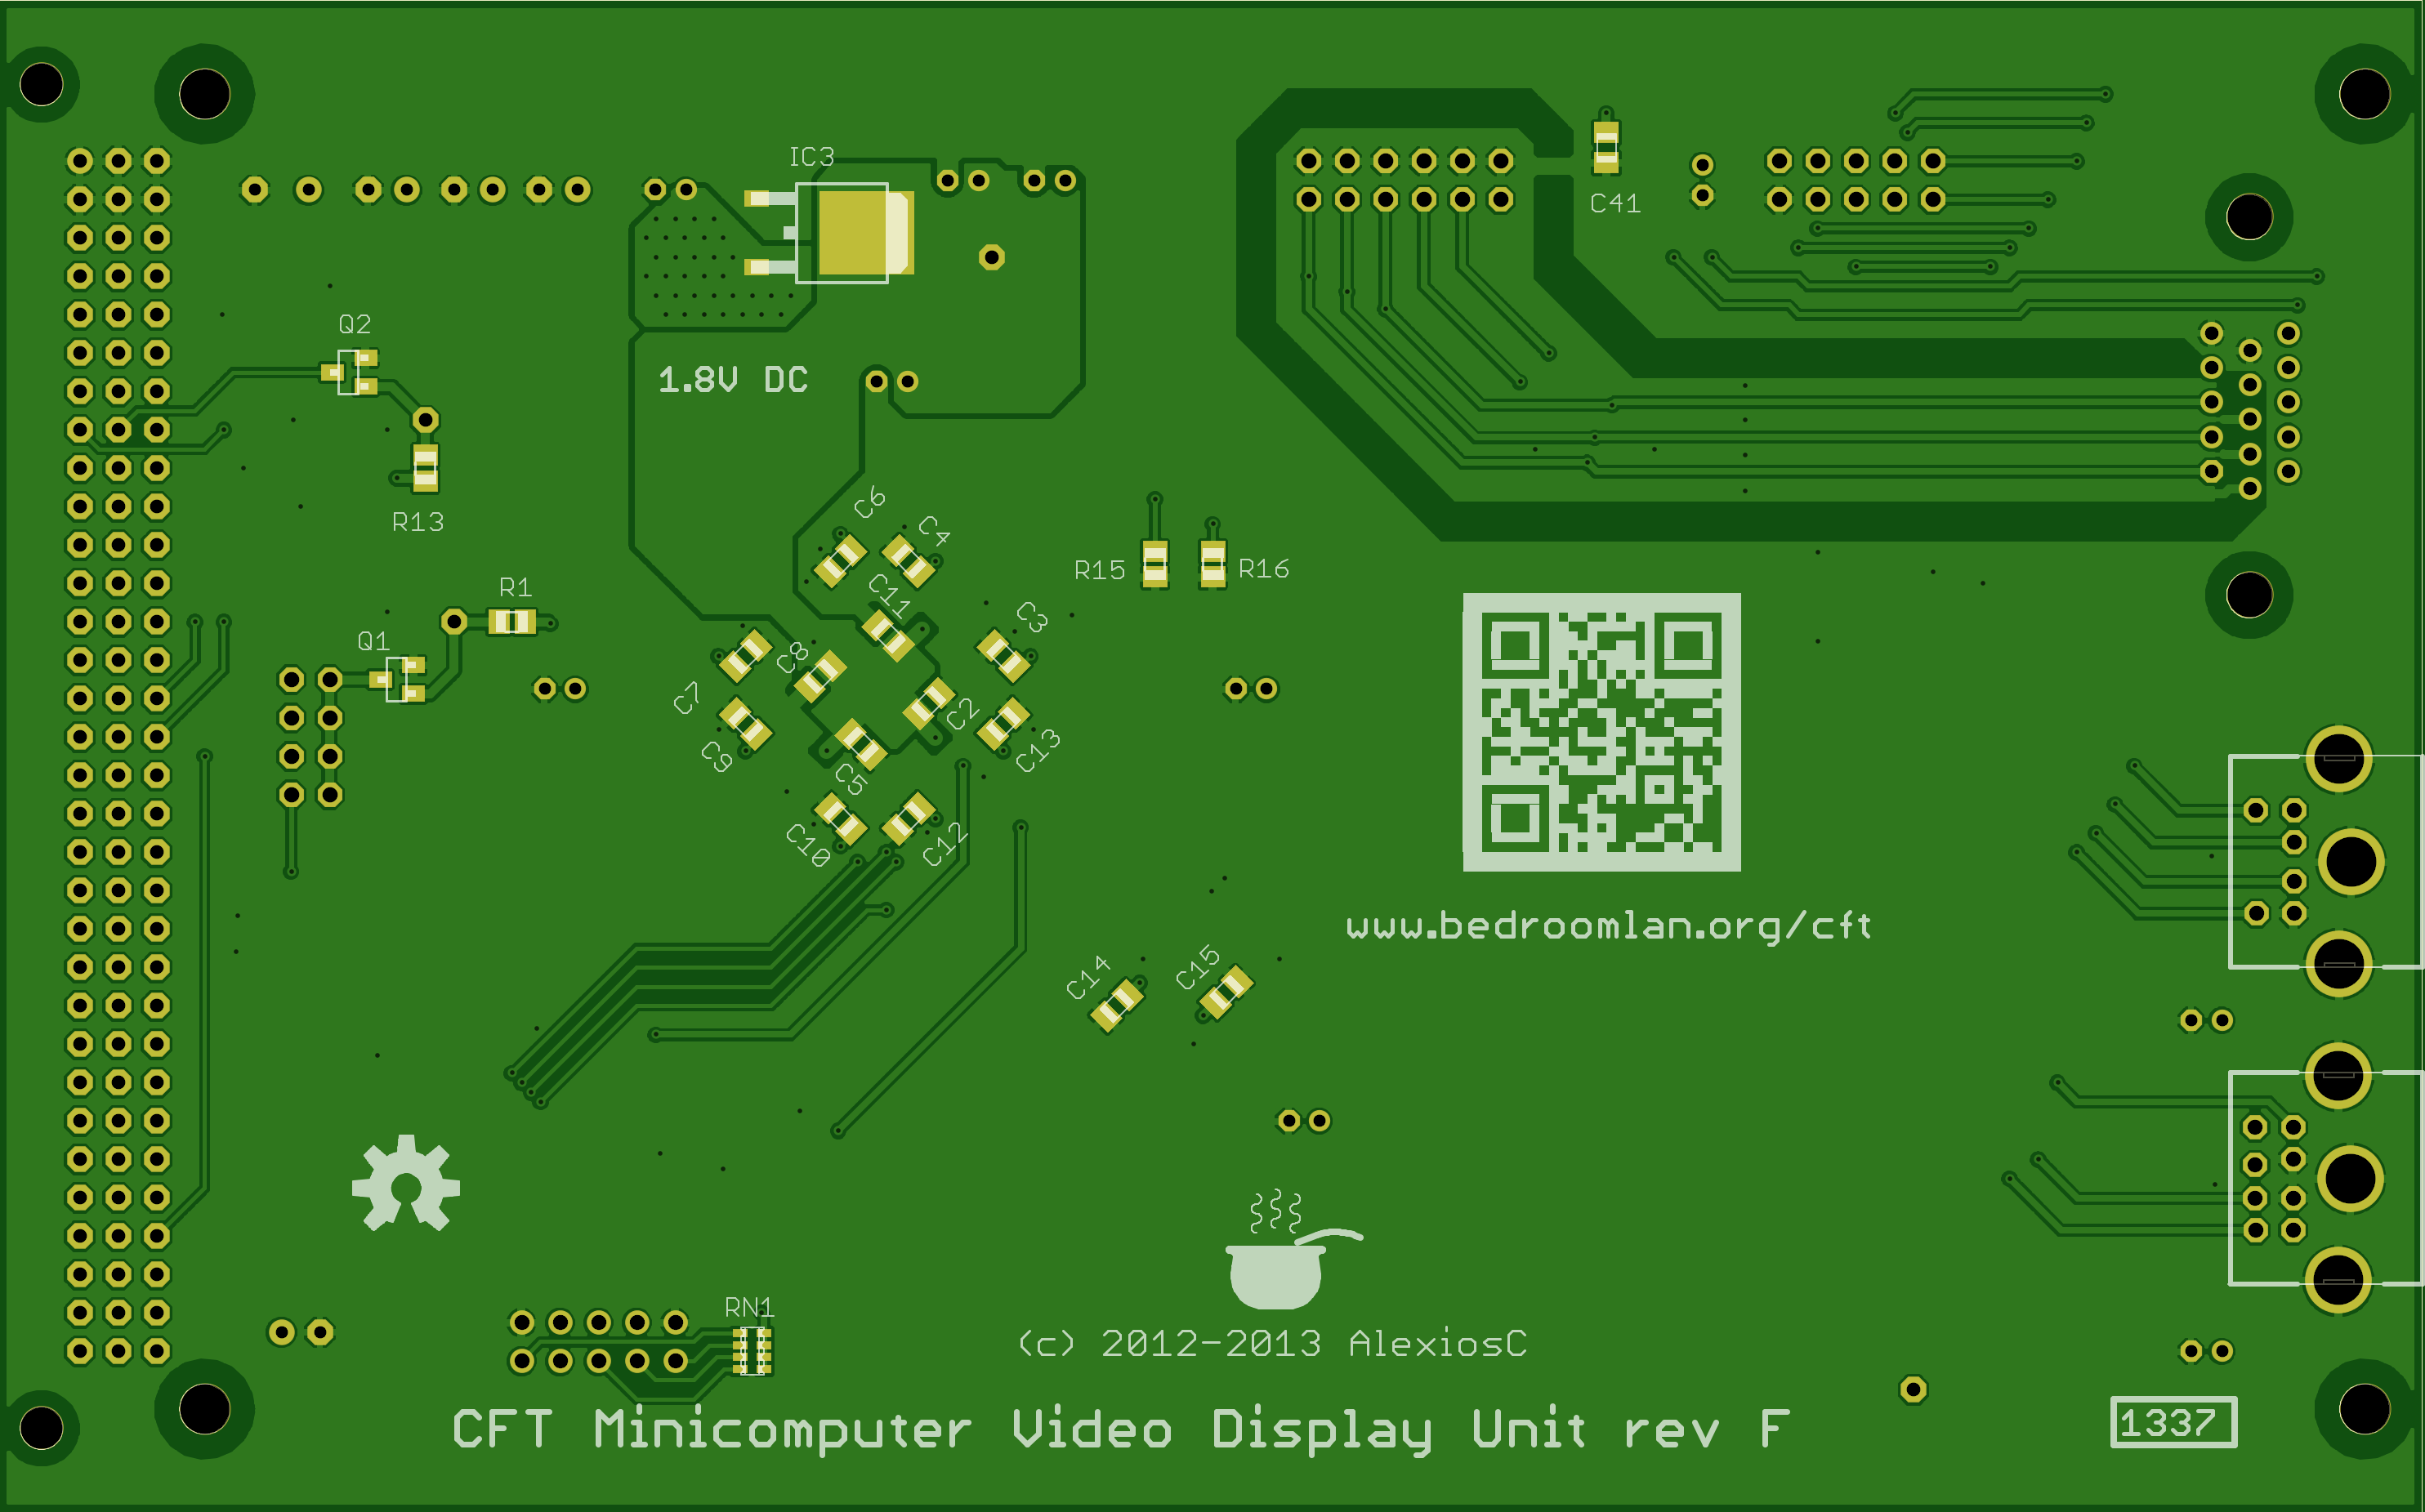 IC3
C41
Q2
1.8V DC
C6
C4
R13
R15
R16
R1
C11
C3
Q1
C8
C7
C2
C9
C13
C5
C10
C12
www.bedroomlan.org/cft
C14
C15
RN1
(c) 2012-2013 AlexiosC
CFT Minicomputer Video Display Unit rev F
1337